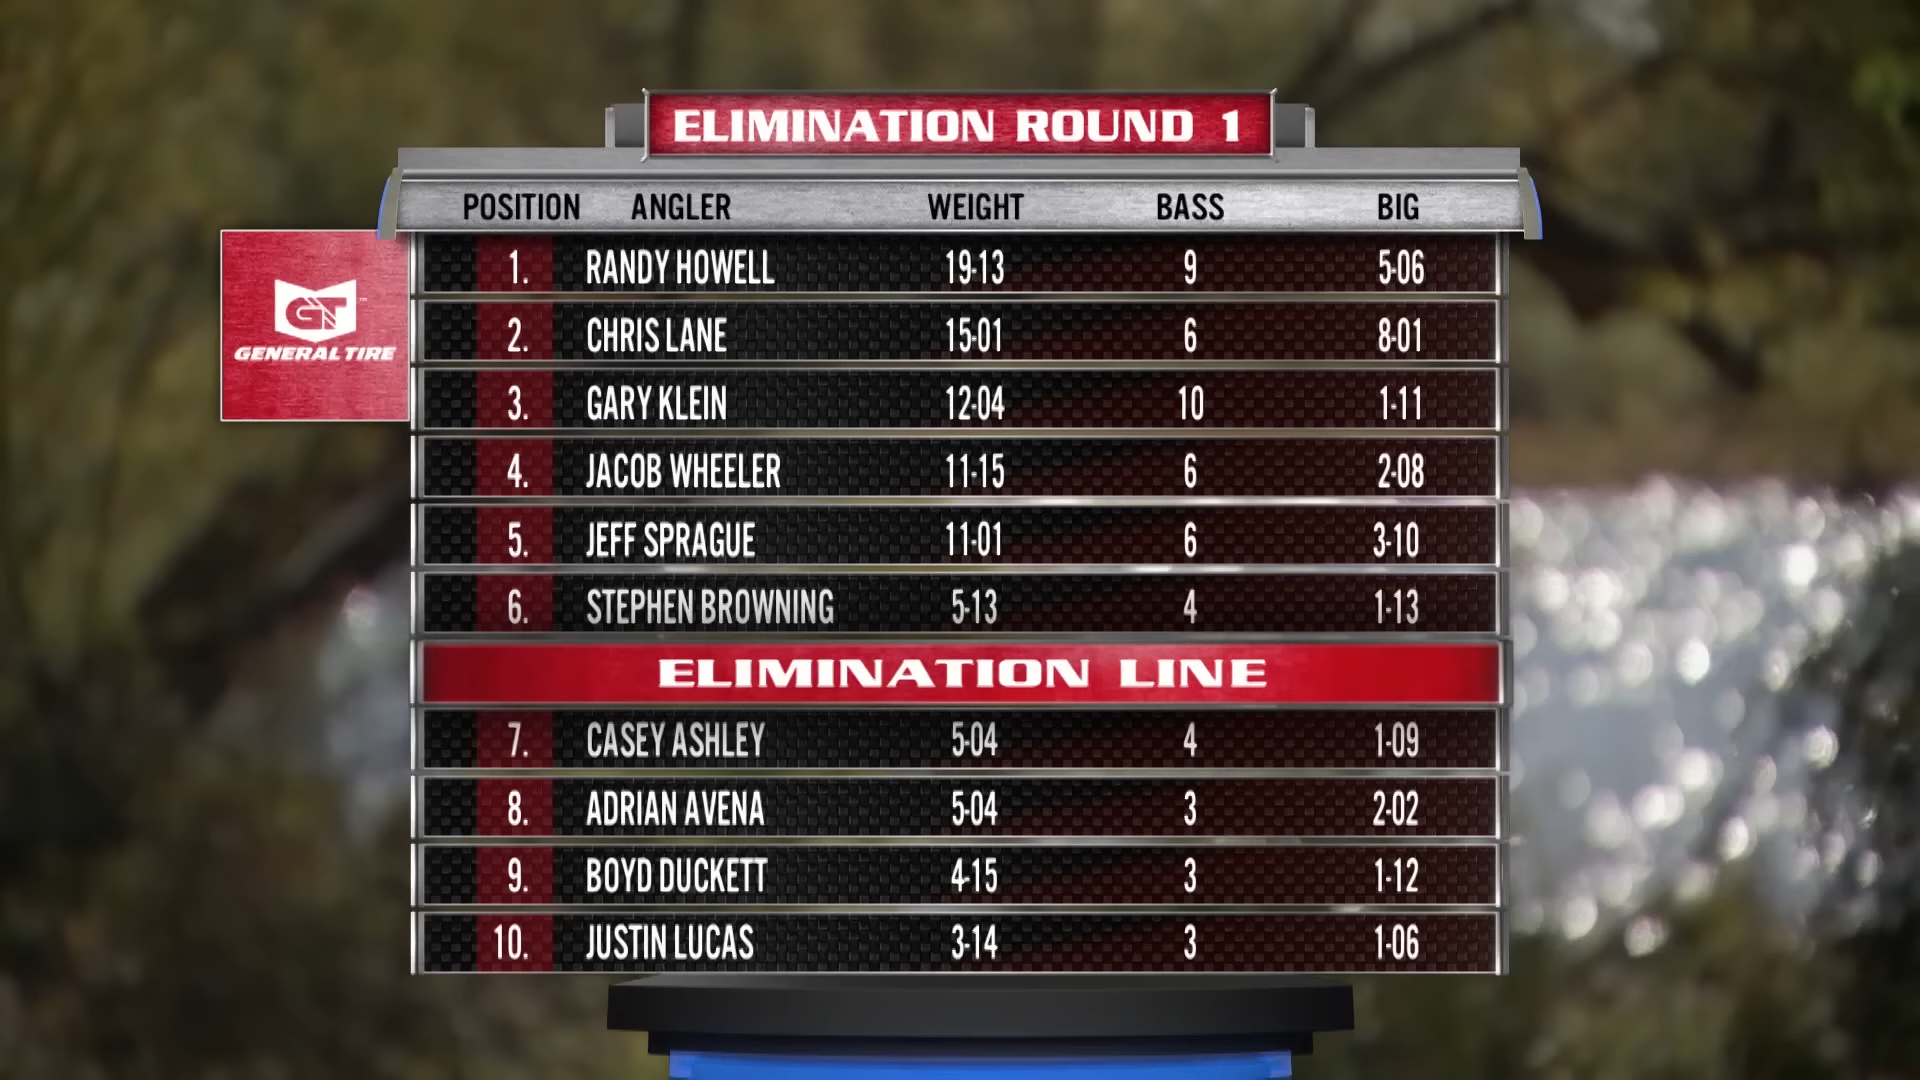 ELIMINATION ROUND 1
POSITION ANGLER WEIGHT BASS BIG
1. RANDY HOWELL 19-13 9 5-06
GT™
GENERAL TIRE
2. CHRIS LANE 15-01 6 8-01
3. GARY KLEIN 12-04 10 1-11
4. JACOB WHEELER 11-15 6 2-08
5. JEFF SPRAGUE 11-01 6 3-10
6. STEPHEN BROWNING 5-13 4 1-13
ELIMINATION LINE
7. CASEY ASHLEY 5-04 4 1-09
8. ADRIAN AVENA 5-04 3 2-02
9. BOYD DUCKETT 4-15 3 1-12
10. JUSTIN LUCAS 3-14 3 1-06